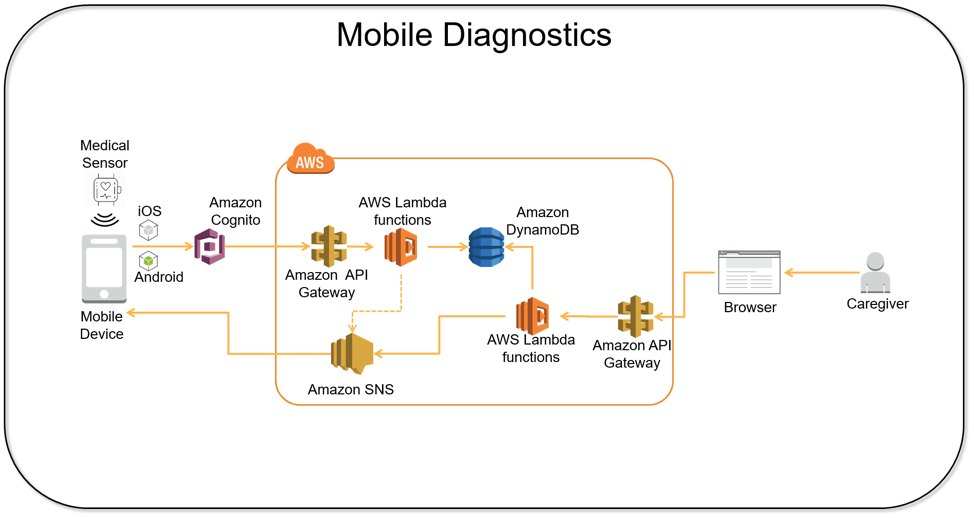 Mobile Diagnostics
Medical
Sensor
AWS
iOS
Android
Mobile
Device
Amazon
Cognito
Amazon API
Gateway
AWS Lambda
functions
Amazon
DynamoDB
Amazon SNS
AWS Lambda
functions
Amazon API
Gateway
Browser
Caregiver